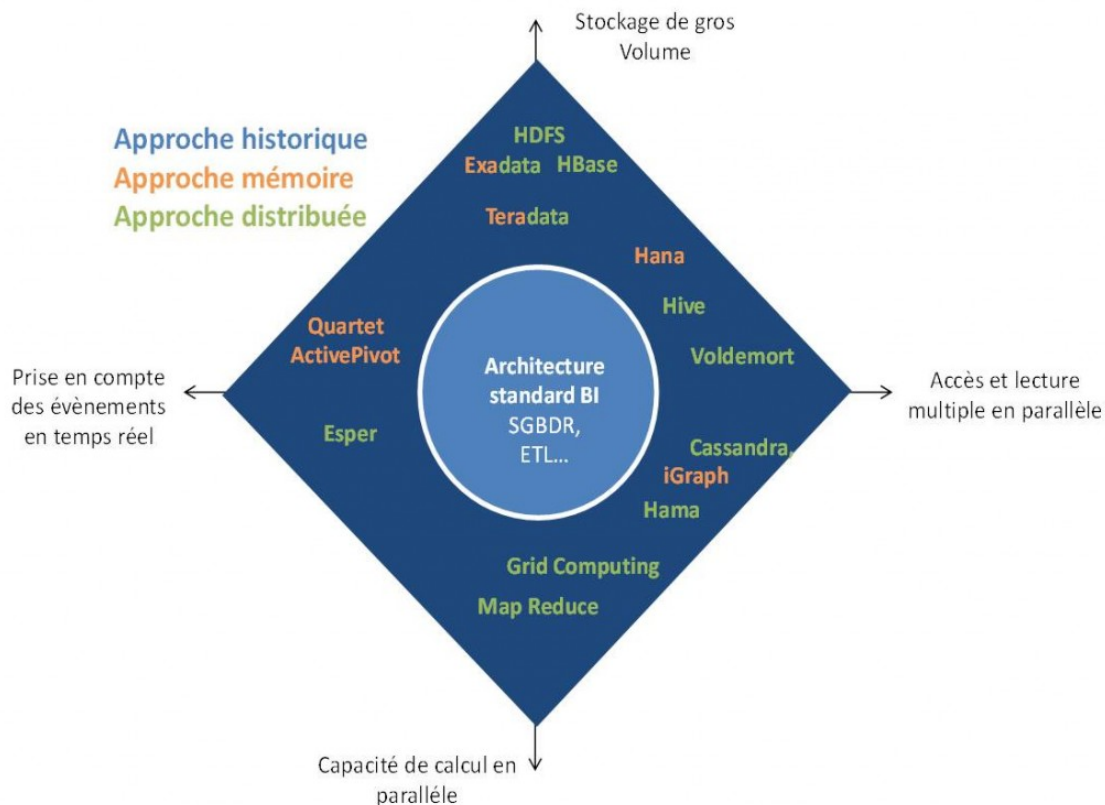 Stockage de gros
Volume
Approche historique
Approche mémoire
Approche distribuée
HDFS
Exadata HBase
Teradata
Hana
Hive
Voldemort
Quartet
ActivePivot
Esper
Architecture
standard BI
SGBDR,
ETL...
Prise en compte
des évènements
en temps réel
Accès et lecture
multiple en parallèle
Cassandra,
iGraph
Hama
Grid Computing
Map Reduce
Capacité de calcul en
paralléle